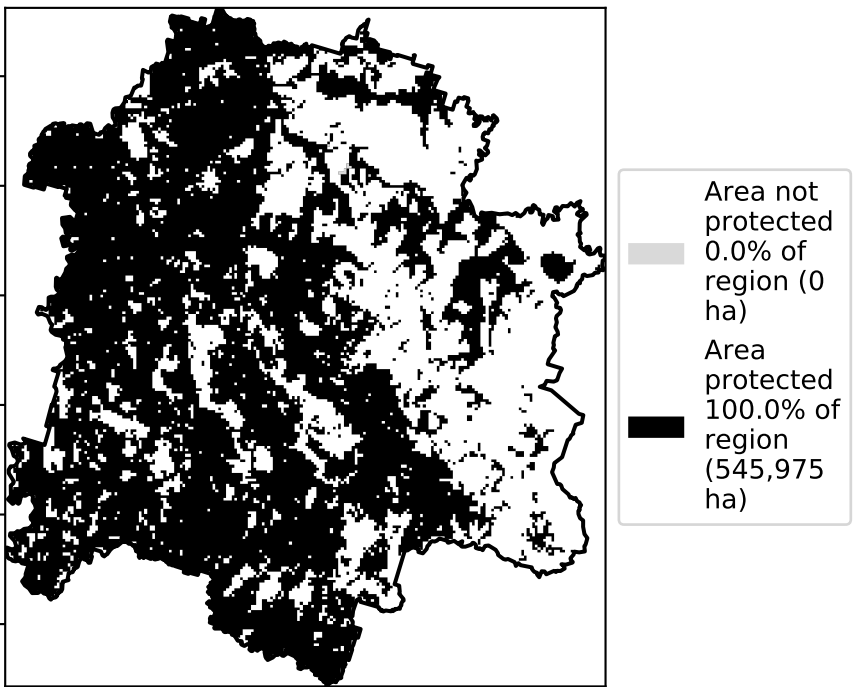 Area not
protected
0.0% of
region (0
ha)
Area
protected
100.0% of
region
(545,975
ha)